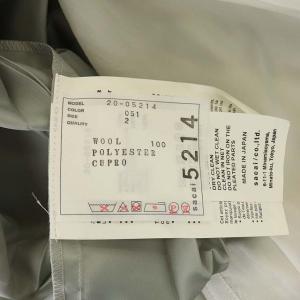 MODEL 20-05214
COLOR 051
SIZE 2
QUALITY
WOOL 100
POLYESTER
CUPRO
sacai 5214
DRY CLEAN
DO NOT WET CLEAN
DO NOT IRON ON THE
PLEATED PARTS
MADE IN JAPAN
sacai co.,ltd.
Minato-ku, Tokyo, Japan